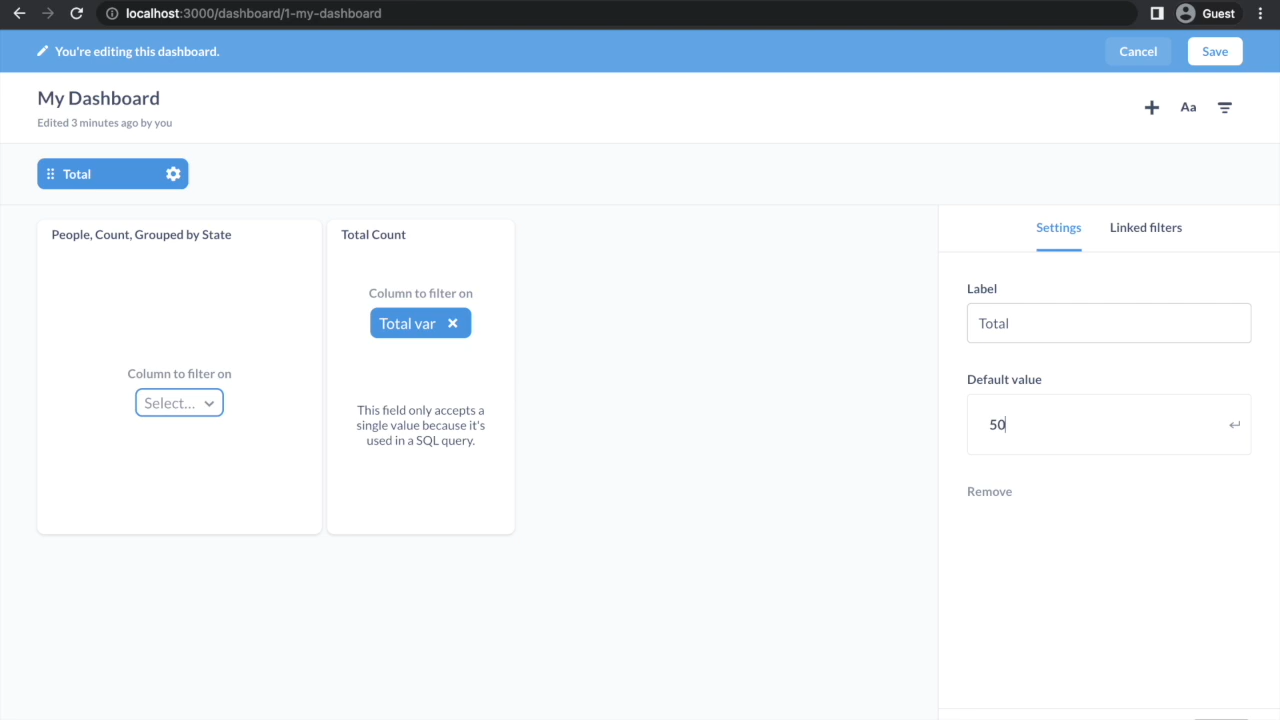 localhost:3000/dashboard/1-my-dashboard
Guest
You're editing this dashboard.
Cancel
Save
My Dashboard
Edited 3 minutes ago by you
Aa
Total
People, Count, Grouped by State
Column to filter on
Select...
Total Count
Column to filter on
Total var
This field only accepts a
single value because it's
used in a SQL query.
Settings
Linked filters
Label
Total
Default value
50
Remove